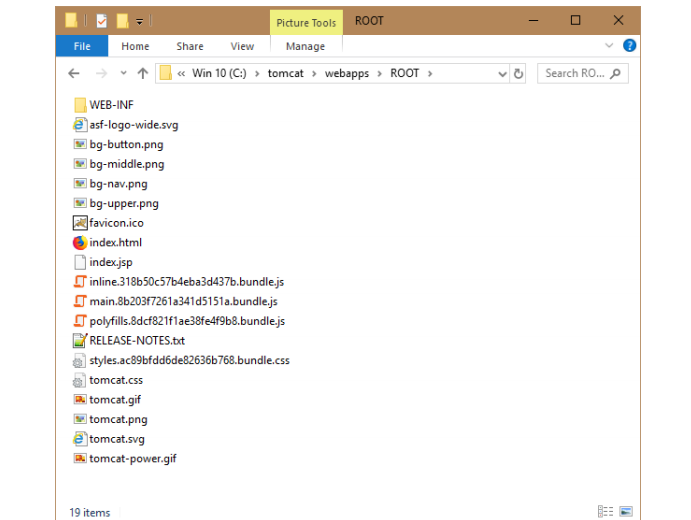 Picture Tools
ROOT
File
Home
Share
View
Manage
?
« Win 10 (C:) › tomcat › webapps › ROOT ›
Search RO...
WEB-INF
asf-logo-wide.svg
bg-button.png
bg-middle.png
bg-nav.png
bg-upper.png
favicon.ico
index.html
index.jsp
inline.318b50c57b4eba3d437b.bundle.js
main.8b203f7261a341d5151a.bundle.js
polyfills.8dcf821f1ae38fe4f9b8.bundle.js
RELEASE-NOTES.txt
styles.ac89bfdd6de82636b768.bundle.css
tomcat.css
tomcat.gif
tomcat.png
tomcat.svg
tomcat-power.gif
19 items